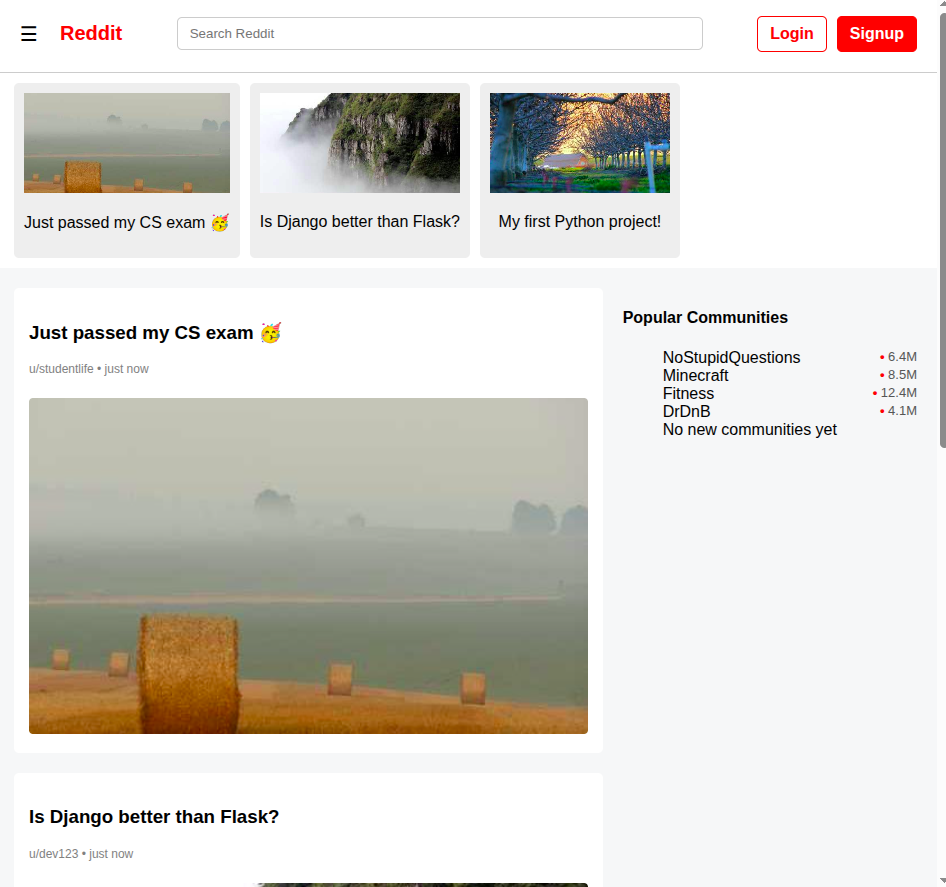 ☰ Reddit Search Reddit Login Signup
Just passed my CS exam 🥳 Is Django better than Flask? My first Python project!
Just passed my CS exam 🥳
u/studentlife • just now
Popular Communities
NoStupidQuestions • 6.4M
Minecraft • 8.5M
Fitness • 12.4M
DrDnB • 4.1M
No new communities yet
Is Django better than Flask?
u/dev123 • just now